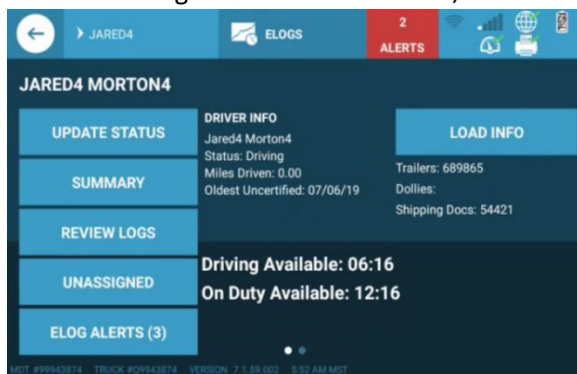 JARED4
ELOGS
2
ALERTS
JARED4 MORTON4
UPDATE STATUS
SUMMARY
REVIEW LOGS
UNASSIGNED
ELOG ALERTS (3)
DRIVER INFO
Jared4 Morton4
Status: Driving
Miles Driven: 0.00
Oldest Uncertified: 07/06/19
LOAD INFO
Trailers: 689865
Dollies:
Shipping Docs: 54421
Driving Available: 06:16
On Duty Available: 12:16
MDT #99943874 TRUCK #Q9943874 VERSION 7.1.59.002 5:52 AM MST